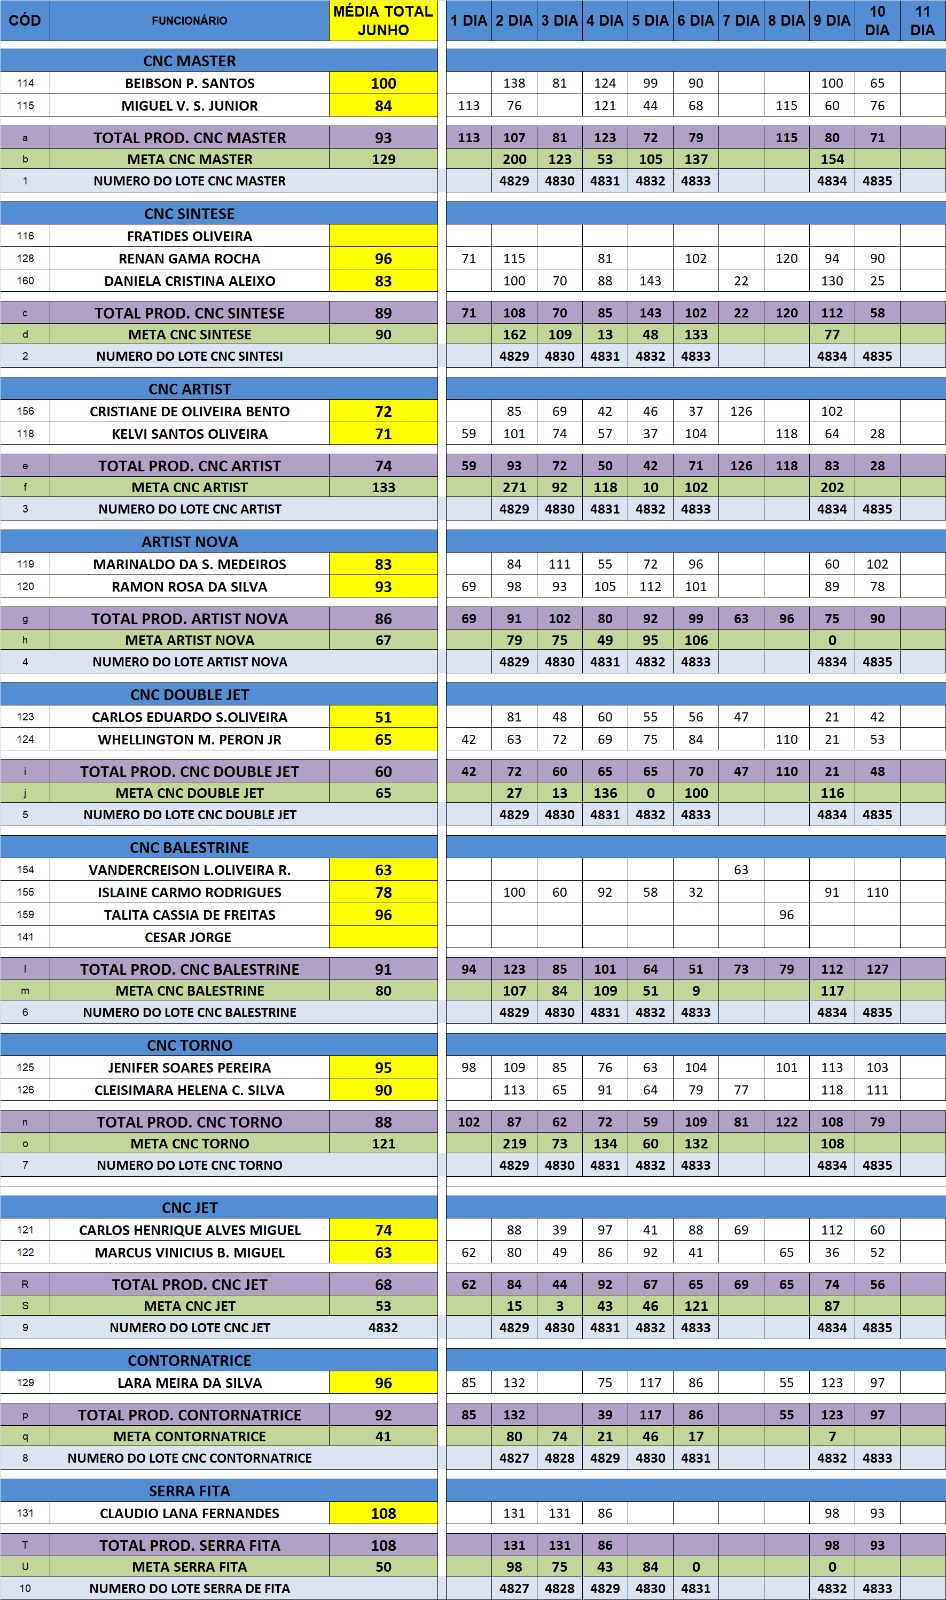 CÓD FUNCIONÁRIO MÉDIA TOTAL JUNHO 1 DIA 2 DIA 3 DIA 4 DIA 5 DIA 6 DIA 7 DIA 8 DIA 9 DIA 10 DIA 11 DIA
CNC MASTER
114 BEIBSON P. SANTOS 100 138 81 124 99 90 100 65
115 MIGUEL V. S. JUNIOR 84 113 76 121 44 68 115 60 76
a TOTAL PROD. CNC MASTER 93 113 107 81 123 72 79 115 80 71
b META CNC MASTER 129 200 123 53 105 137 154
1 NUMERO DO LOTE CNC MASTER 4829 4830 4831 4832 4833 4834 4835
CNC SINTESE
116 FRATIDES OLIVEIRA
128 RENAN GAMA ROCHA 96 71 115 81 102 120 94 90
160 DANIELA CRISTINA ALEIXO 83 100 70 88 143 22 130 25
c TOTAL PROD. CNC SINTESE 89 71 108 70 85 143 102 22 120 112 58
d META CNC SINTESE 90 162 109 13 48 133 77
2 NUMERO DO LOTE CNC SINTESI 4829 4830 4831 4832 4833 4834 4835
CNC ARTIST
156 CRISTIANE DE OLIVEIRA BENTO 72 85 69 42 46 37 126 102
118 KELVI SANTOS OLIVEIRA 71 59 101 74 57 37 104 118 64 28
e TOTAL PROD. CNC ARTIST 74 59 93 72 50 42 71 126 118 83 28
f META CNC ARTIST 133 271 92 118 10 102 202
3 NUMERO DO LOTE CNC ARTIST 4829 4830 4831 4832 4833 4834 4835
ARTIST NOVA
119 MARINALDO DA S. MEDEIROS 83 84 111 55 72 96 60 102
120 RAMON ROSA DA SILVA 93 69 98 93 105 112 101 89 78
g TOTAL PROD. ARTIST NOVA 86 69 91 102 80 92 99 63 96 75 90
h META ARTIST NOVA 67 79 75 49 95 106 0
4 NUMERO DO LOTE ARTIST NOVA 4829 4830 4831 4832 4833 4834 4835
CNC DOUBLE JET
123 CARLOS EDUARDO S.OLIVEIRA 51 81 48 60 55 56 47 21 42
124 WHELLINGTON M. PERON JR 65 42 63 72 69 75 84 110 21 53
i TOTAL PROD. CNC DOUBLE JET 60 42 72 60 65 65 70 47 110 21 48
j META CNC DOUBLE JET 65 27 13 136 0 100 116
5 NUMERO DO LOTE CNC DOUBLE JET 4829 4830 4831 4832 4833 4834 4835
CNC BALESTRINE
154 VANDERCREISON L.OLIVEIRA R. 63 63
155 ISLAINE CARMO RODRIGUES 78 100 60 92 58 32 91 110
159 TALITA CASSIA DE FREITAS 96 96
141 CESAR JORGE
l TOTAL PROD. CNC BALESTRINE 91 94 123 85 101 64 51 73 79 112 127
m META CNC BALESTRINE 80 107 84 109 51 9 117
6 NUMERO DO LOTE CNC BALESTRINE 4829 4830 4831 4832 4833 4834 4835
CNC TORNO
125 JENIFER SOARES PEREIRA 95 98 109 85 76 63 104 101 113 103
126 CLEISIMARA HELENA C. SILVA 90 113 65 91 64 79 77 118 111
n TOTAL PROD. CNC TORNO 88 102 87 62 72 59 109 81 122 108 79
o META CNC TORNO 121 219 73 134 60 132 108
7 NUMERO DO LOTE CNC TORNO 4829 4830 4831 4832 4833 4834 4835
CNC JET
121 CARLOS HENRIQUE ALVES MIGUEL 74 88 39 97 41 88 69 112 60
122 MARCUS VINICIUS B. MIGUEL 63 62 80 49 86 92 41 65 36 52
R TOTAL PROD. CNC JET 68 62 84 44 92 67 65 69 65 74 56
S META CNC JET 53 15 3 43 46 121 87
9 NUMERO DO LOTE CNC JET 4832 4829 4830 4831 4832 4833 4834 4835
CONTORNATRICE
129 LARA MEIRA DA SILVA 96 85 132 75 117 86 55 123 97
p TOTAL PROD. CONTORNATRICE 92 85 132 39 117 86 55 123 97
q META CONTORNATRICE 41 80 74 21 46 17 7
8 NUMERO DO LOTE CNC CONTORNATRICE 4827 4828 4829 4830 4831 4832 4833
SERRA FITA
131 CLAUDIO LANA FERNANDES 108 131 131 86 98 93
T TOTAL PROD. SERRA FITA 108 131 131 86 98 93
U META SERRA FITA 50 98 75 43 84 0 0
10 NUMERO DO LOTE SERRA DE FITA 4827 4828 4829 4830 4831 4832 4833